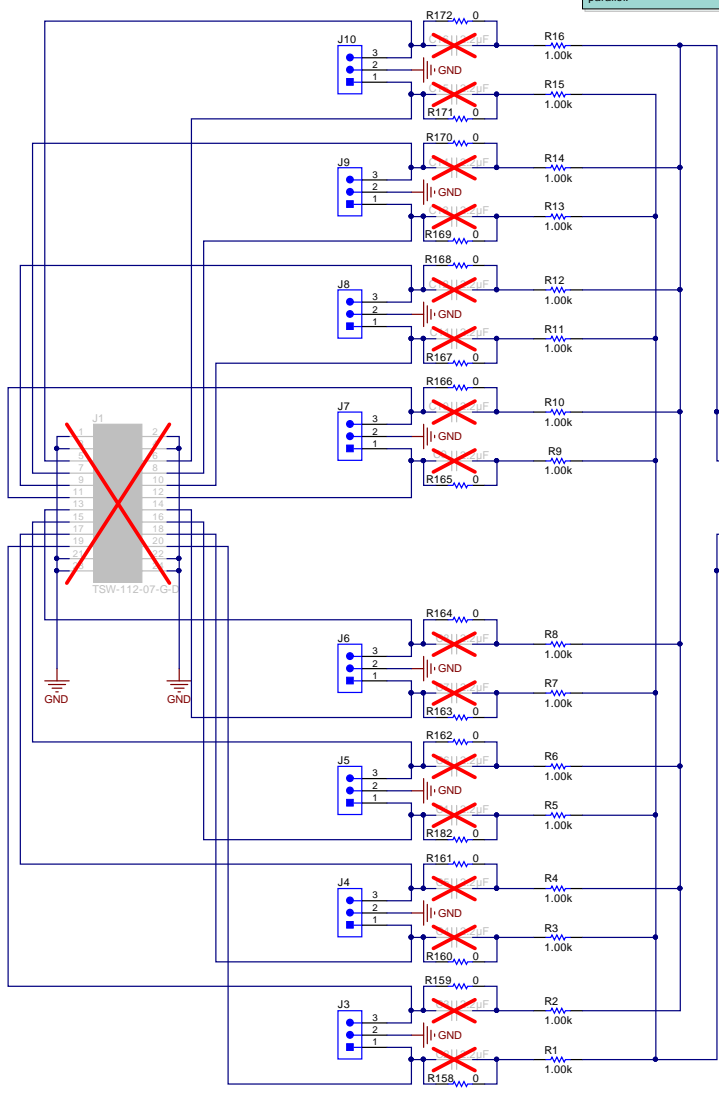 R172 0
J10
3
2
1
GND
R16
1.00k
R15
1.00k
R171 0
R170 0
J9
3
2
1
GND
R14
1.00k
R13
1.00k
R169 0
R168 0
J8
3
2
1
GND
R12
1.00k
R11
1.00k
R167 0
R166 0
J7
3
2
1
GND
R10
1.00k
R9
1.00k
R165 0
J1
1 2
5 6
7 8
9 10
11 12
13 14
15 16
17 18
19 20
21 22
TSW-112-07-G-D
GND
GND
R164 0
J6
3
2
1
GND
R8
1.00k
R7
1.00k
R163 0
R162 0
J5
3
2
1
GND
R6
1.00k
R5
1.00k
R182 0
R161 0
J4
3
2
1
GND
R4
1.00k
R3
1.00k
R160 0
R159 0
J3
3
2
1
GND
R2
1.00k
R1
1.00k
R158 0